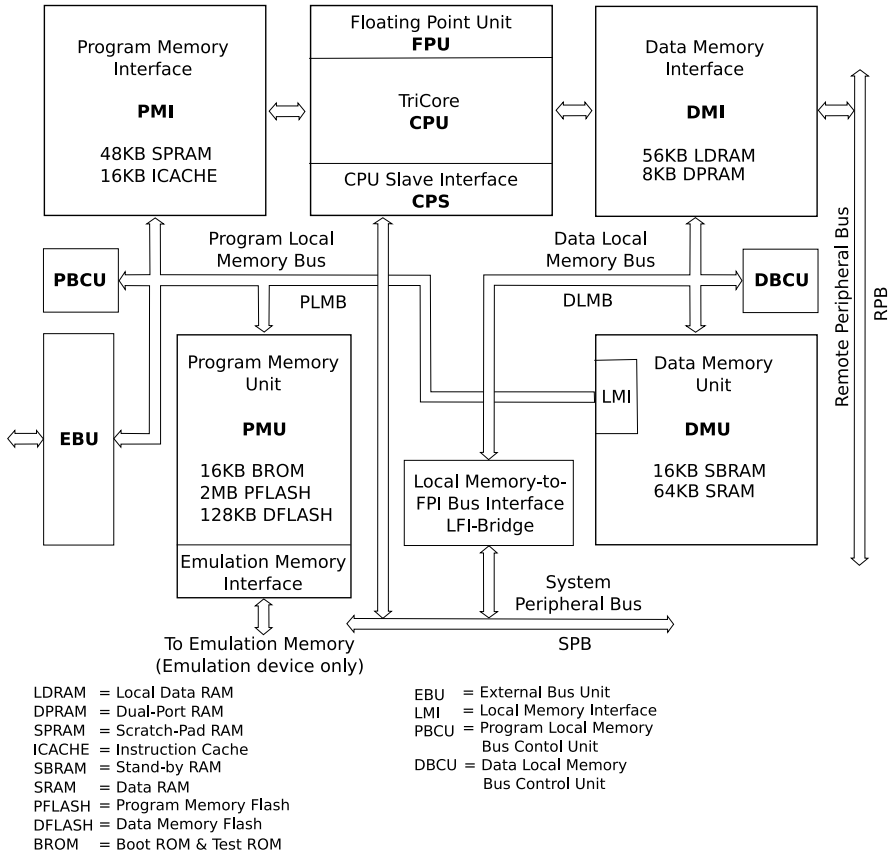 Floating Point Unit
FPU
Program Memory
Interface
PMI
48KB SPRAM
16KB ICACHE
TriCore
CPU
CPU Slave Interface
CPS
Data Memory
Interface
DMI
56KB LDRAM
8KB DPRAM
Program Local
Memory Bus
PLMB
Data Local
Memory Bus
DLMB
PBCU
DBCU
Remote Peripheral Bus
RPB
EBU
Program Memory
Unit
PMU
16KB BROM
2MB PFLASH
128KB DFLASH
Emulation Memory
Interface
LMI
Data Memory
Unit
DMU
16KB SBRAM
64KB SRAM
Local Memory-to-
FPI Bus Interface
LFI-Bridge
System
Peripheral Bus
SPB
To Emulation Memory
(Emulation device only)
LDRAM = Local Data RAM
DPRAM = Dual-Port RAM
SPRAM = Scratch-Pad RAM
ICACHE = Instruction Cache
SBRAM = Stand-by RAM
SRAM = Data RAM
PFLASH = Program Memory Flash
DFLASH = Data Memory Flash
BROM = Boot ROM & Test ROM
EBU = External Bus Unit
LMI = Local Memory Interface
PBCU = Program Local Memory
Bus Contol Unit
DBCU = Data Local Memory
Bus Control Unit